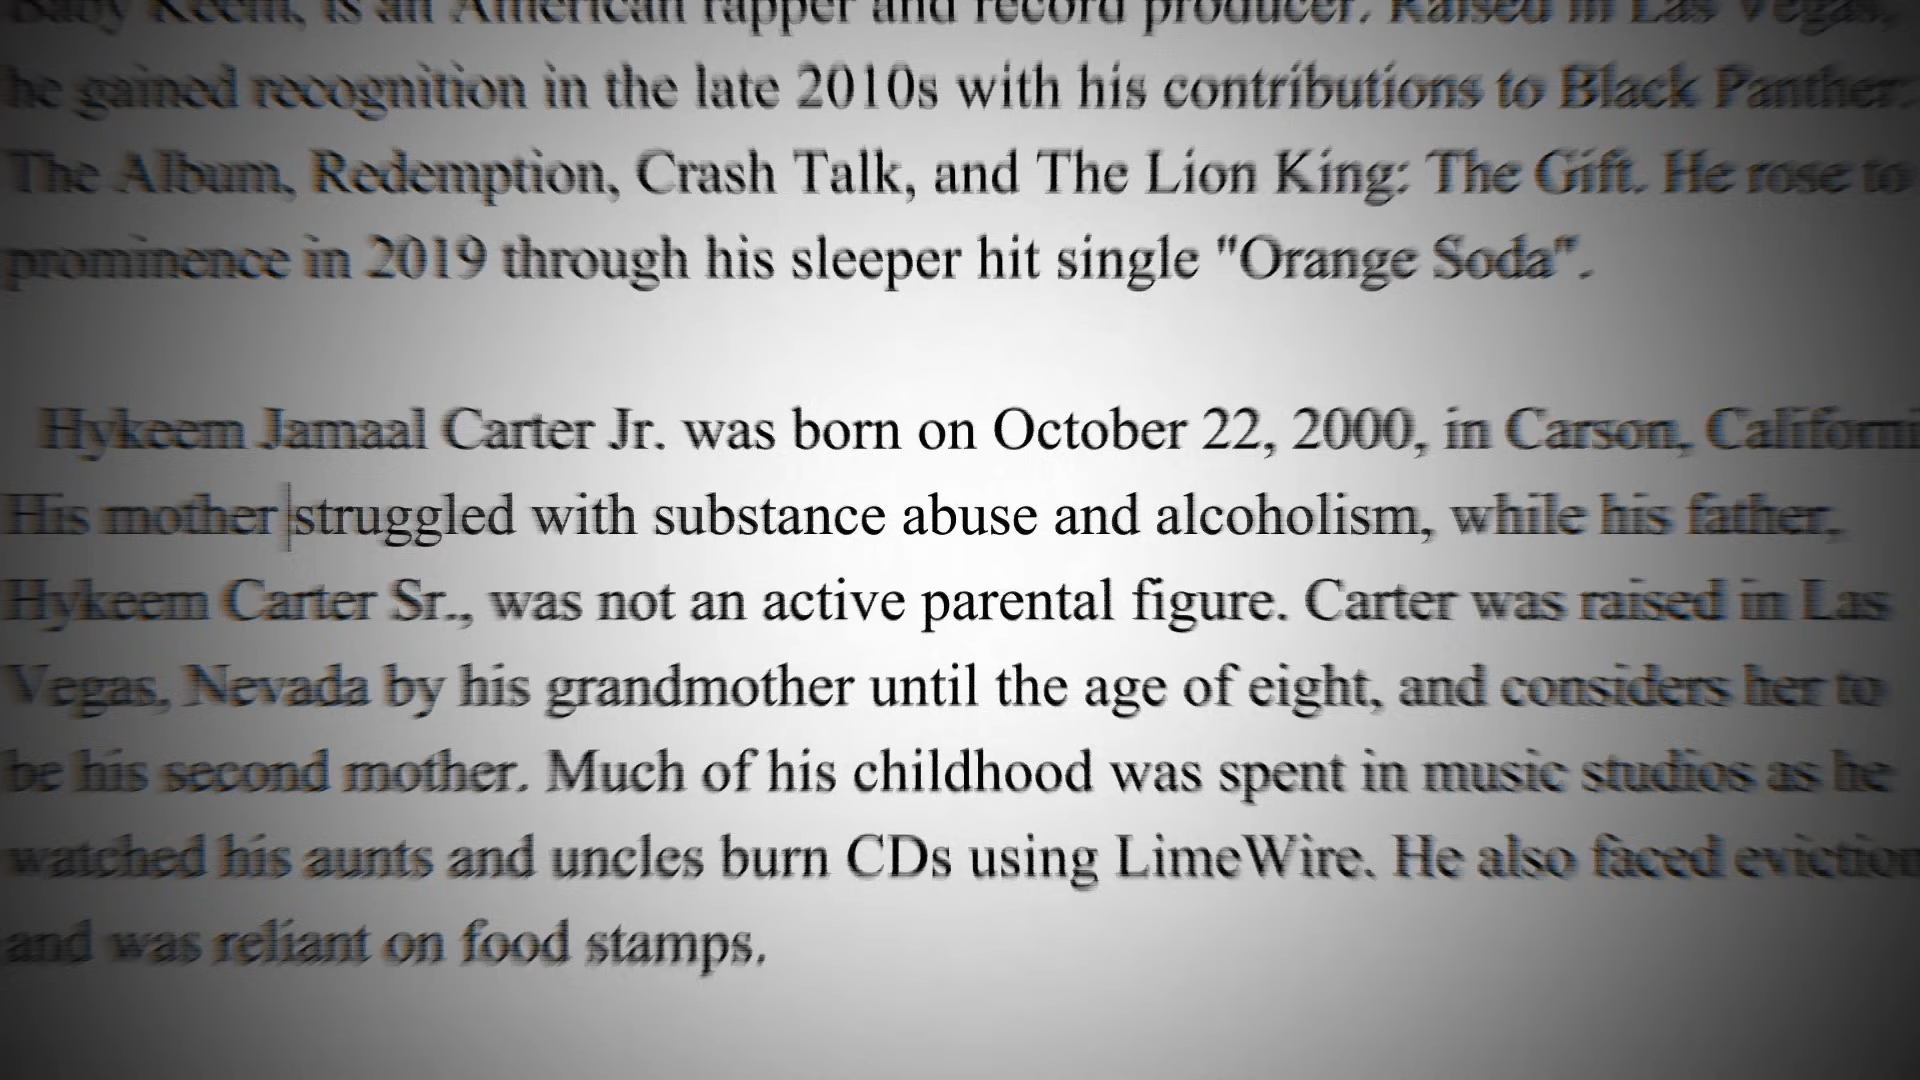 Baby Keem, is an American rapper and record producer. Raised in Las Vegas,
he gained recognition in the late 2010s with his contributions to Black Panther:
The Album, Redemption, Crash Talk, and The Lion King: The Gift. He rose to
prominence in 2019 through his sleeper hit single "Orange Soda".
Hykeem Jamaal Carter Jr. was born on October 22, 2000, in Carson, Californi
His mother struggled with substance abuse and alcoholism, while his father,
Hykeem Carter Sr., was not an active parental figure. Carter was raised in Las
Vegas, Nevada by his grandmother until the age of eight, and considers her to
be his second mother. Much of his childhood was spent in music studios as he
watched his aunts and uncles burn CDs using LimeWire. He also faced eviction
and was reliant on food stamps.